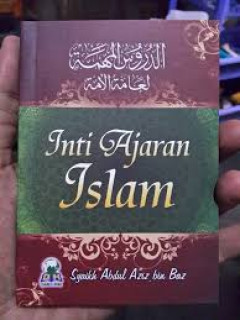 الدروس المهمة
لعامة الأمة
Inti Ajaran
Islam
Syaikh Abdul Aziz bin Baz